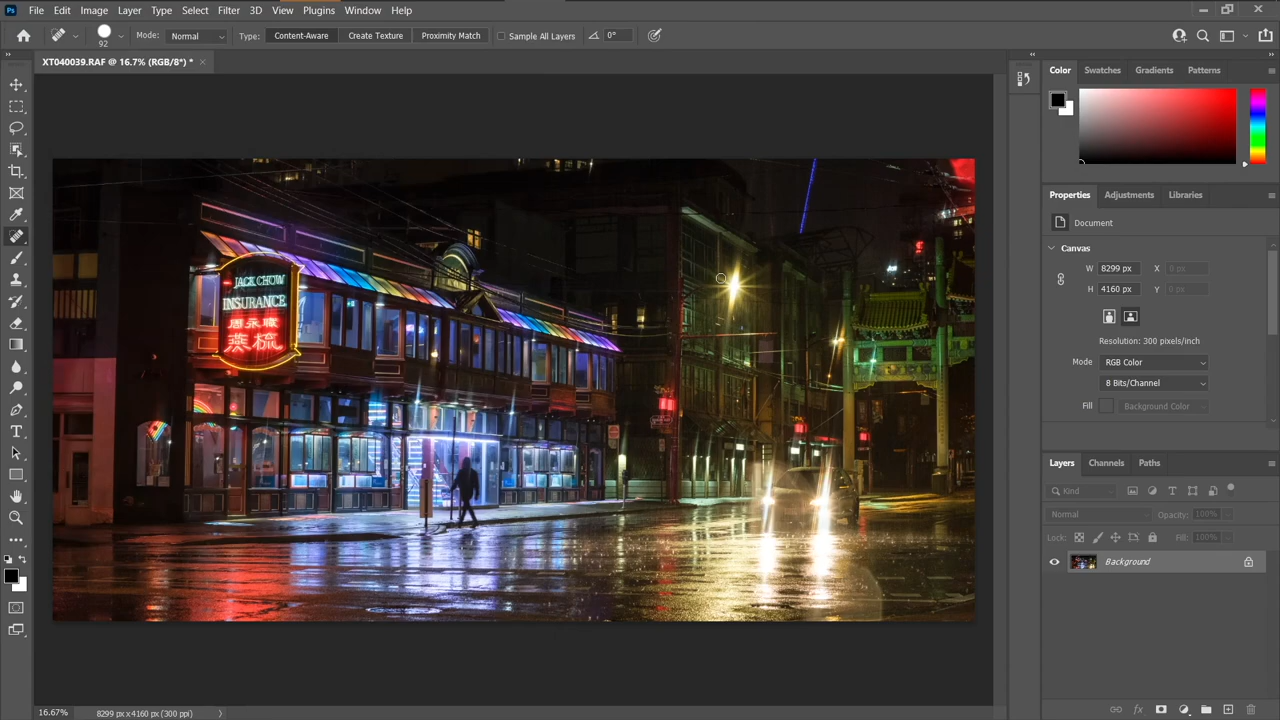 Ps File Edit Image Layer Type Select Filter 3D View Plugins Window Help
92 Mode: Normal Type: Content-Aware Create Texture Proximity Match Sample All Layers 0°
XT040039.RAF @ 16.7% (RGB/8*) *
Color Swatches Gradients Patterns
Properties Adjustments Libraries
Document
Canvas
W 8299 px X 0 px
H 4160 px Y 0 px
Resolution: 300 pixels/inch
Mode RGB Color
8 Bits/Channel
Fill Background Color
Layers Channels Paths
Kind
Normal Opacity: 100%
Lock: Fill: 100%
Background
JACK CHOW
INSURANCE
16.67% 8299 px x 4160 px (300 ppi)